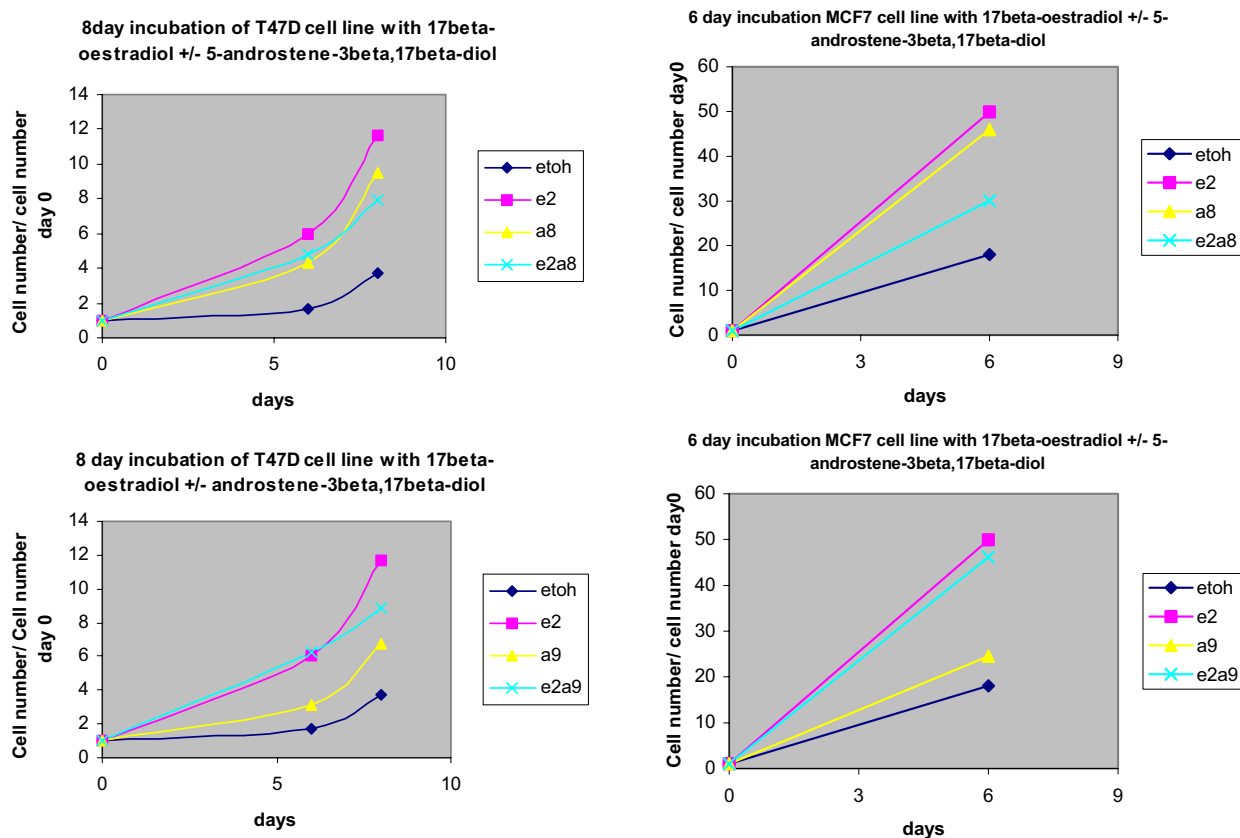 8day incubation of T47D cell line with 17beta-
oestradiol +/- 5-androstene-3beta,17beta-diol
Cell number/ cell number
day 0
14
12
10
8
6
4
2
0
0
5
10
days
etoh
e2
a8
e2a8
6 day incubation MCF7 cell line with 17beta-oestradiol +/- 5-
androstene-3beta,17beta-diol
Cell number/ cell number day0
60
50
40
30
20
10
0
0
3
6
9
days
etoh
e2
a8
e2a8
8 day incubation of T47D cell line with 17beta-
oestradiol +/- androstene-3beta,17beta-diol
Cell number/ Cell number
day 0
14
12
10
8
6
4
2
0
0
5
10
days
etoh
e2
a9
e2a9
6 day incubation MCF7 cell line with 17beta-oestradiol +/- 5-
androstene-3beta,17beta-diol
Cell number/ cell number day0
60
50
40
30
20
10
0
0
3
6
9
days
etoh
e2
a9
e2a9